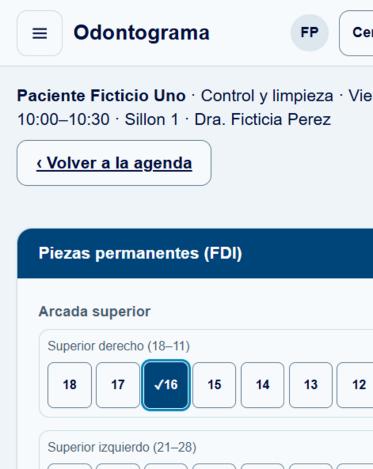 Odontograma
FP
Paciente Ficticio Uno · Control y limpieza ·
10:00–10:30 · Sillon 1 · Dra. Ficticia Perez
‹ Volver a la agenda
Piezas permanentes (FDI)
Arcada superior
Superior derecho (18–11)
18 17 ✓16 15 14 13 12
Superior izquierdo (21–28)